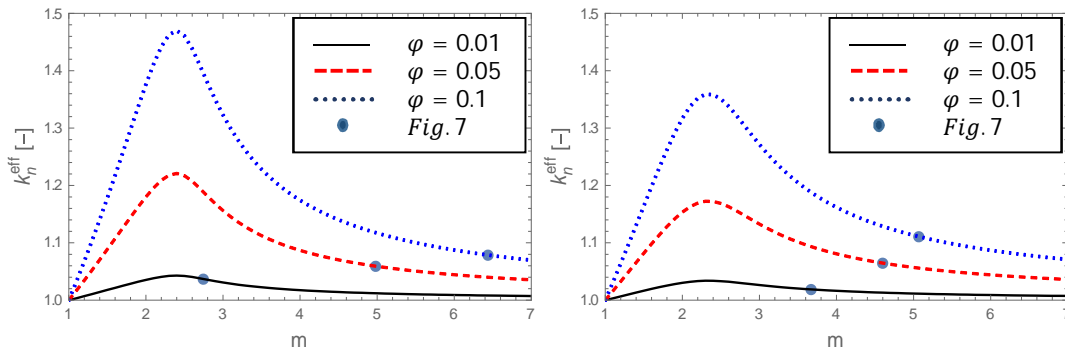 1.5
1.4
1.3
1.2
1.1
1.0
k_n^eff [−]
1 2 3 4 5 6 7
m
φ = 0.01
φ = 0.05
φ = 0.1
Fig. 7
1.5
1.4
1.3
1.2
1.1
1.0
k_n^eff [−]
1 2 3 4 5 6 7
m
φ = 0.01
φ = 0.05
φ = 0.1
Fig. 7